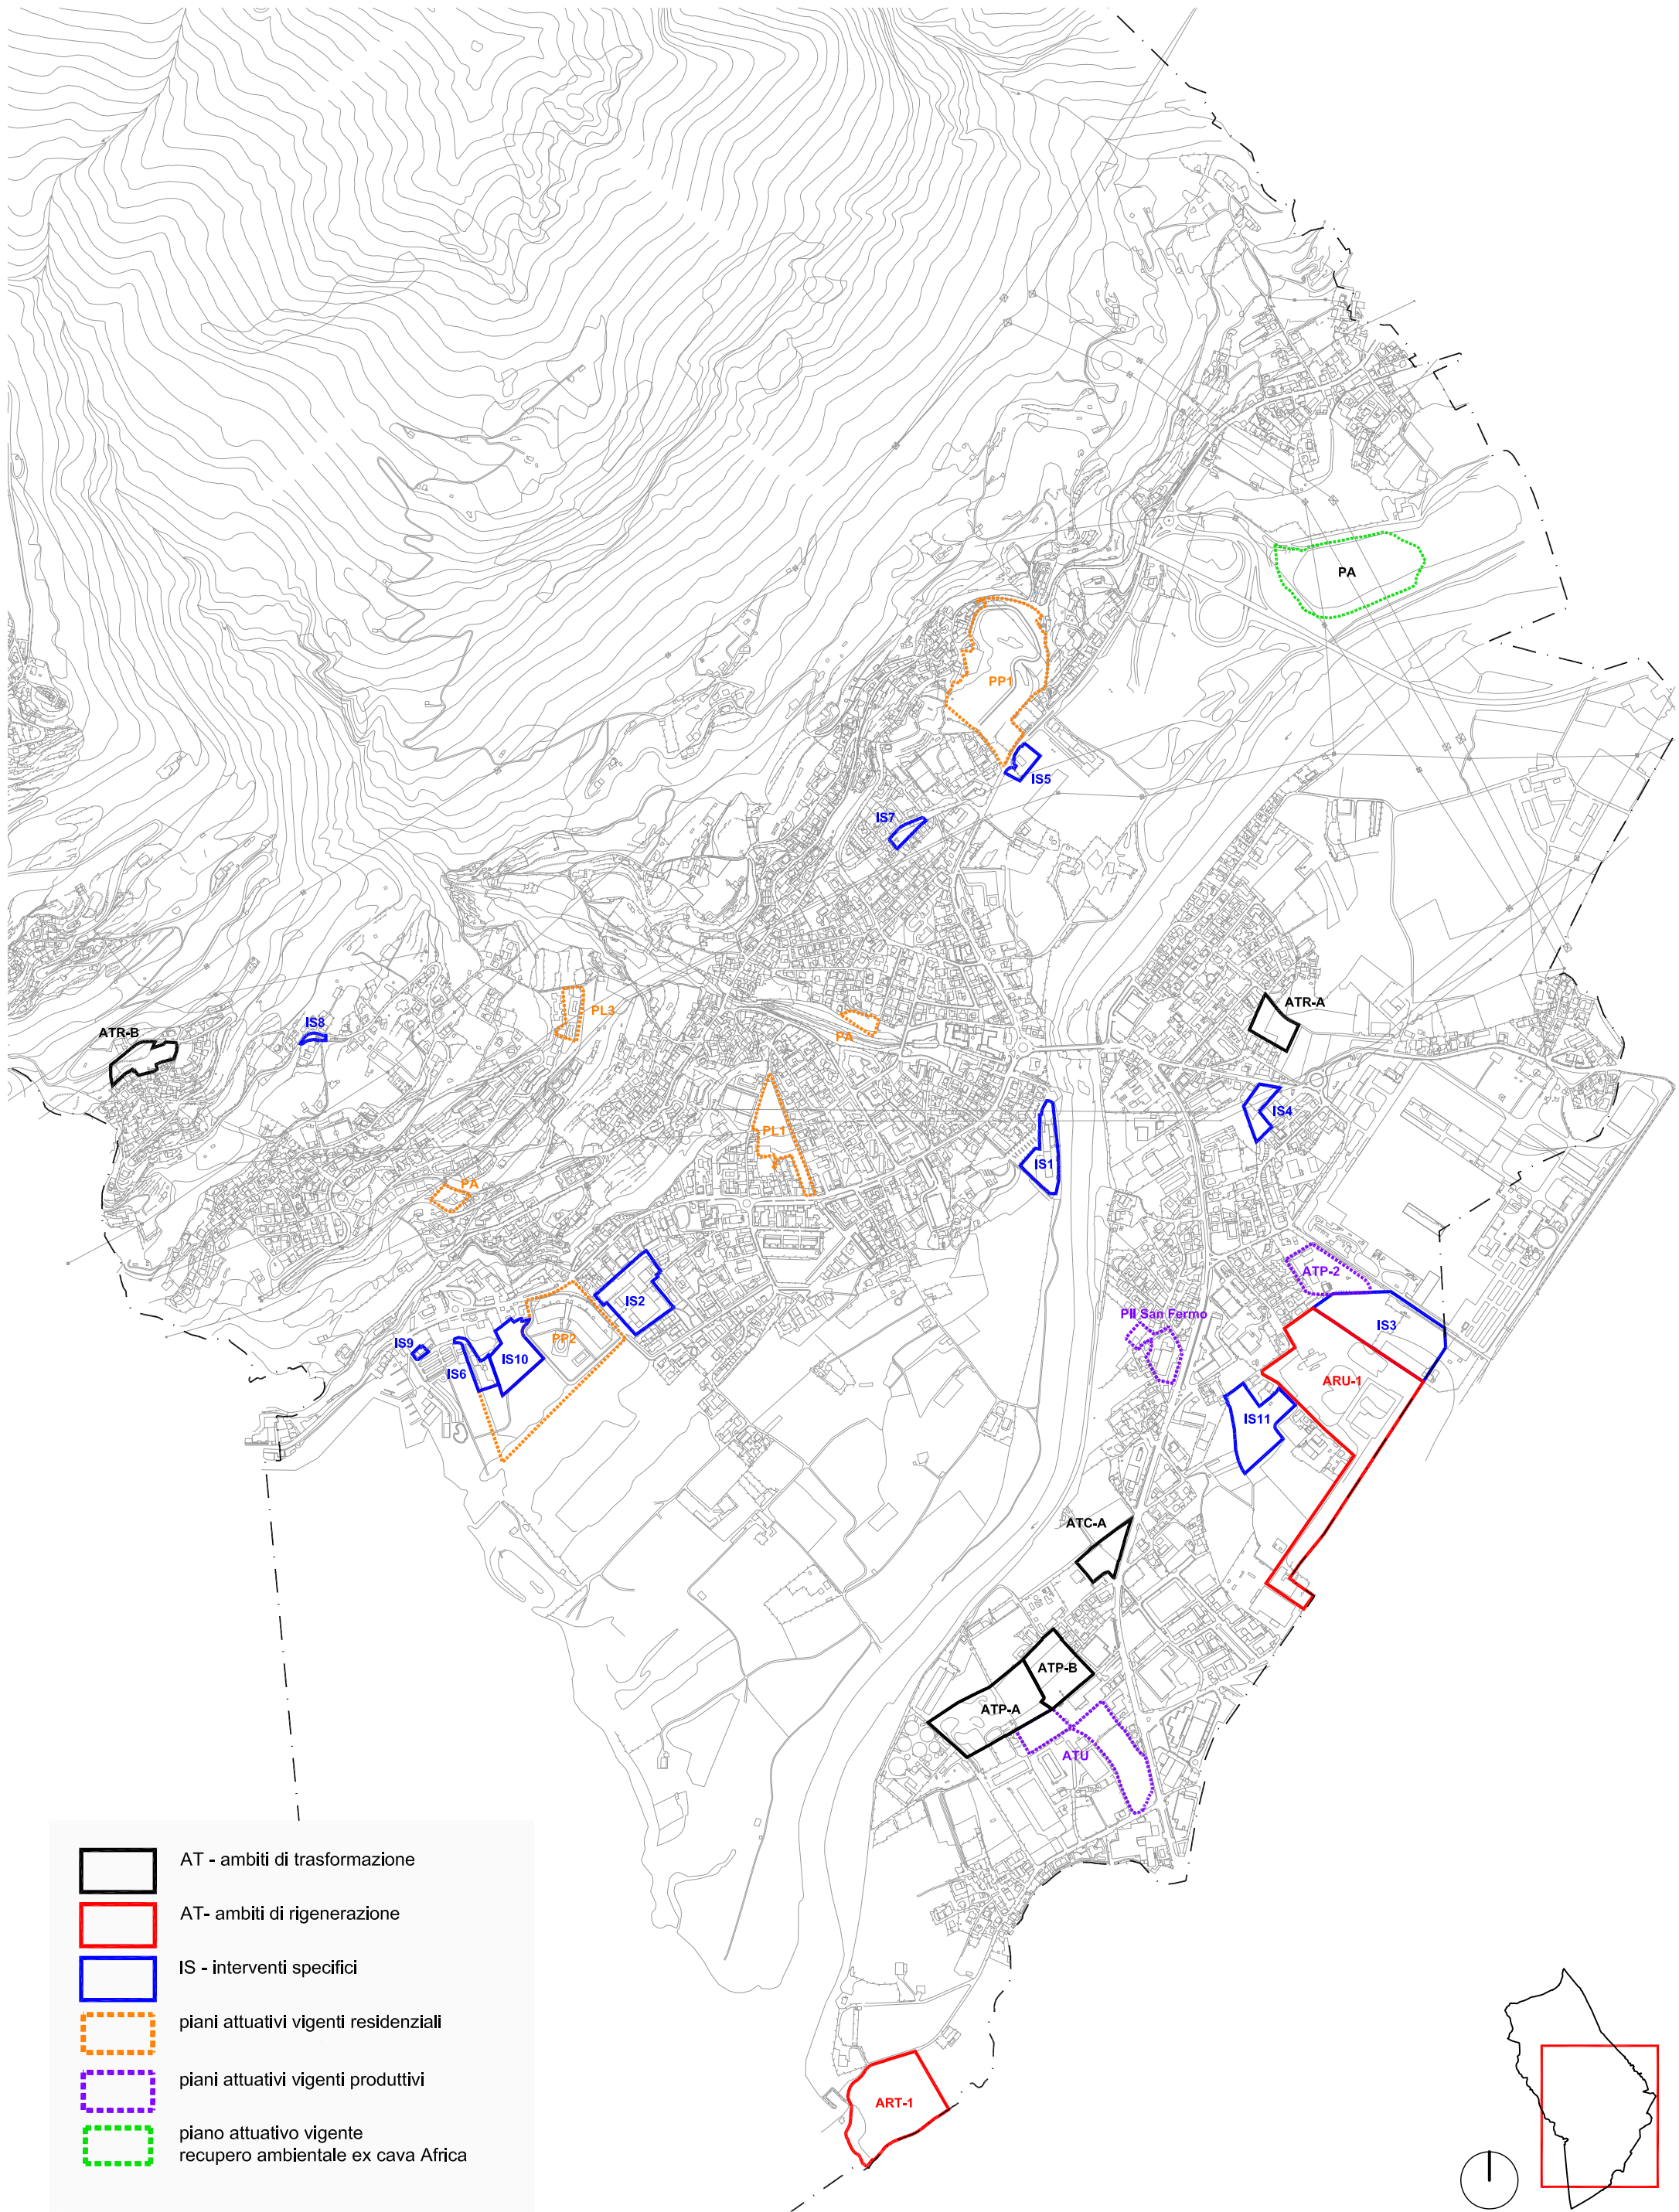 PA
PP1
IS5
IS7
ATR-A
PL3
IS8
ATR-B
PA
IS4
PL1
IS1
PA
ATP-2
IS2
PII San Fermo
IS3
PP2
IS9
IS10
IS6
ARU-1
IS11
ATC-A
ATP-B
ATP-A
ATU
AT - ambiti di trasformazione
AT- ambiti di rigenerazione
IS - interventi specifici
piani attuativi vigenti residenziali
piani attuativi vigenti produttivi
piano attuativo vigente
recupero ambientale ex cava Africa
ART-1